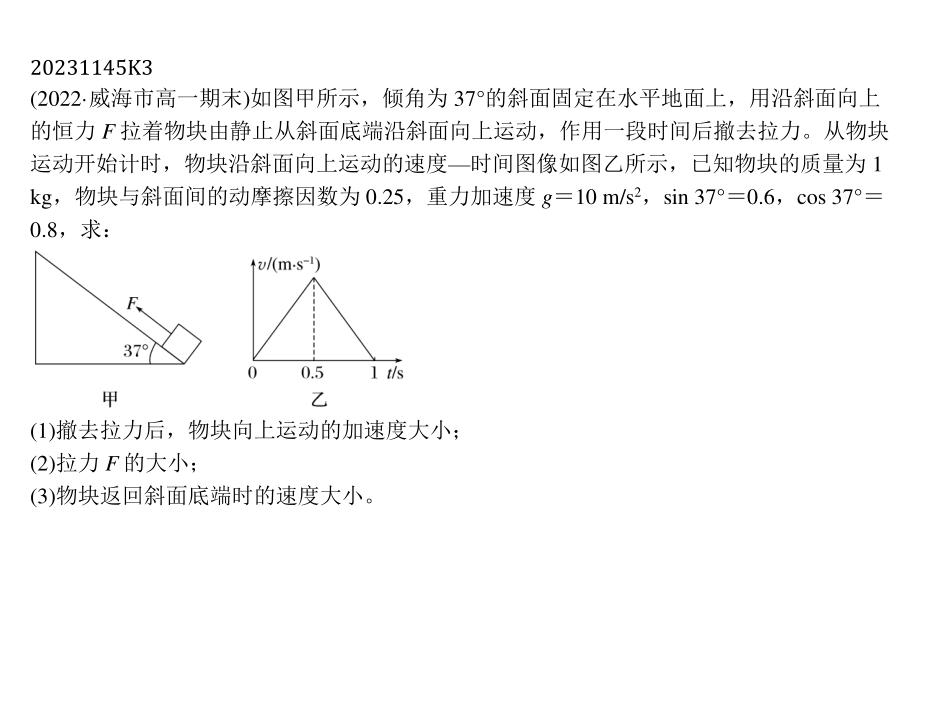 20231145K3
(2022·威海市高一期末)如图甲所示，倾角为 37°的斜面固定在水平地面上，用沿斜面向上
的恒力 F 拉着物块由静止从斜面底端沿斜面向上运动，作用一段时间后撤去拉力。从物块
运动开始计时，物块沿斜面向上运动的速度—时间图像如图乙所示，已知物块的质量为 1
kg，物块与斜面间的动摩擦因数为 0.25，重力加速度 g＝10 m/s²，sin 37°＝0.6，cos 37°＝
0.8，求：
F
37°
甲
v/(m·s⁻¹)
0 0.5 1 t/s
乙
(1)撤去拉力后，物块向上运动的加速度大小；
(2)拉力 F 的大小；
(3)物块返回斜面底端时的速度大小。